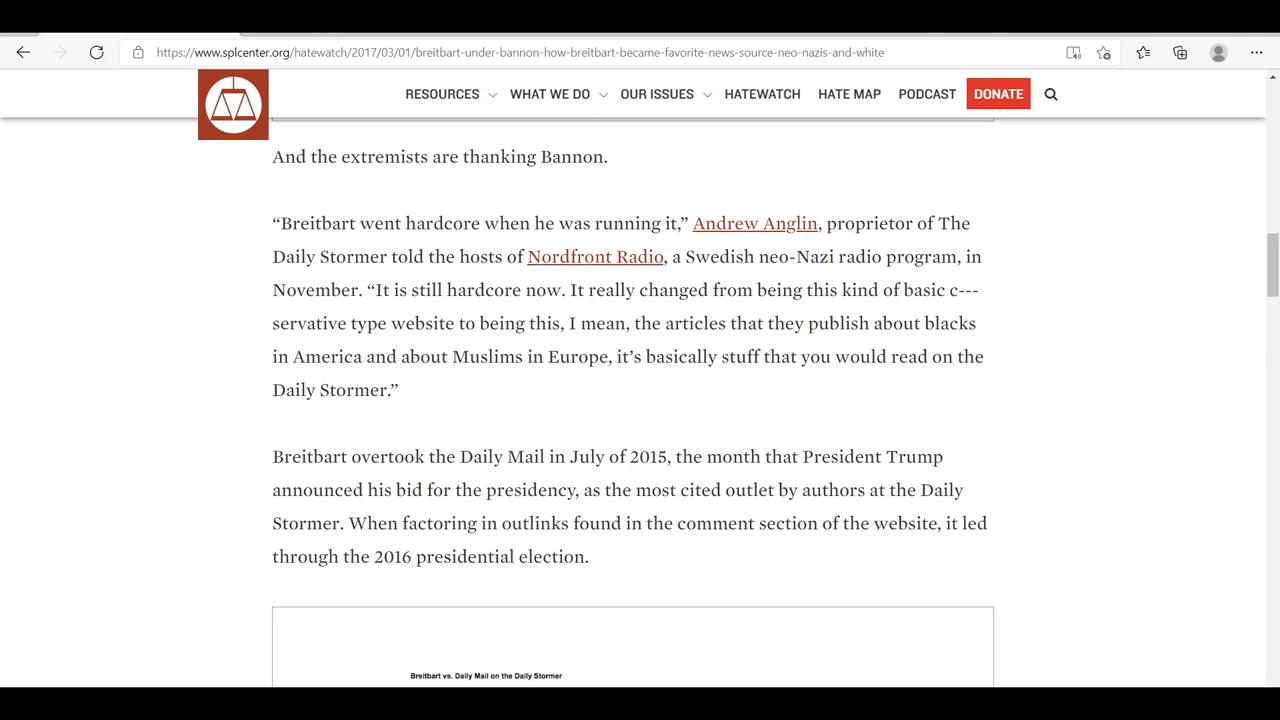 https://www.splcenter.org/hatewatch/2017/03/01/breitbart-under-bannon-how-breitbart-became-favorite-news-source-neo-nazis-and-white
RESOURCES WHAT WE DO OUR ISSUES HATEWATCH HATE MAP PODCAST DONATE
And the extremists are thanking Bannon.
“Breitbart went hardcore when he was running it,” Andrew Anglin, proprietor of The
Daily Stormer told the hosts of Nordfront Radio, a Swedish neo-Nazi radio program, in
November. “It is still hardcore now. It really changed from being this kind of basic c---
servative type website to being this, I mean, the articles that they publish about blacks
in America and about Muslims in Europe, it’s basically stuff that you would read on the
Daily Stormer.”
Breitbart overtook the Daily Mail in July of 2015, the month that President Trump
announced his bid for the presidency, as the most cited outlet by authors at the Daily
Stormer. When factoring in outlinks found in the comment section of the website, it led
through the 2016 presidential election.
Breitbart vs. Daily Mail on the Daily Stormer